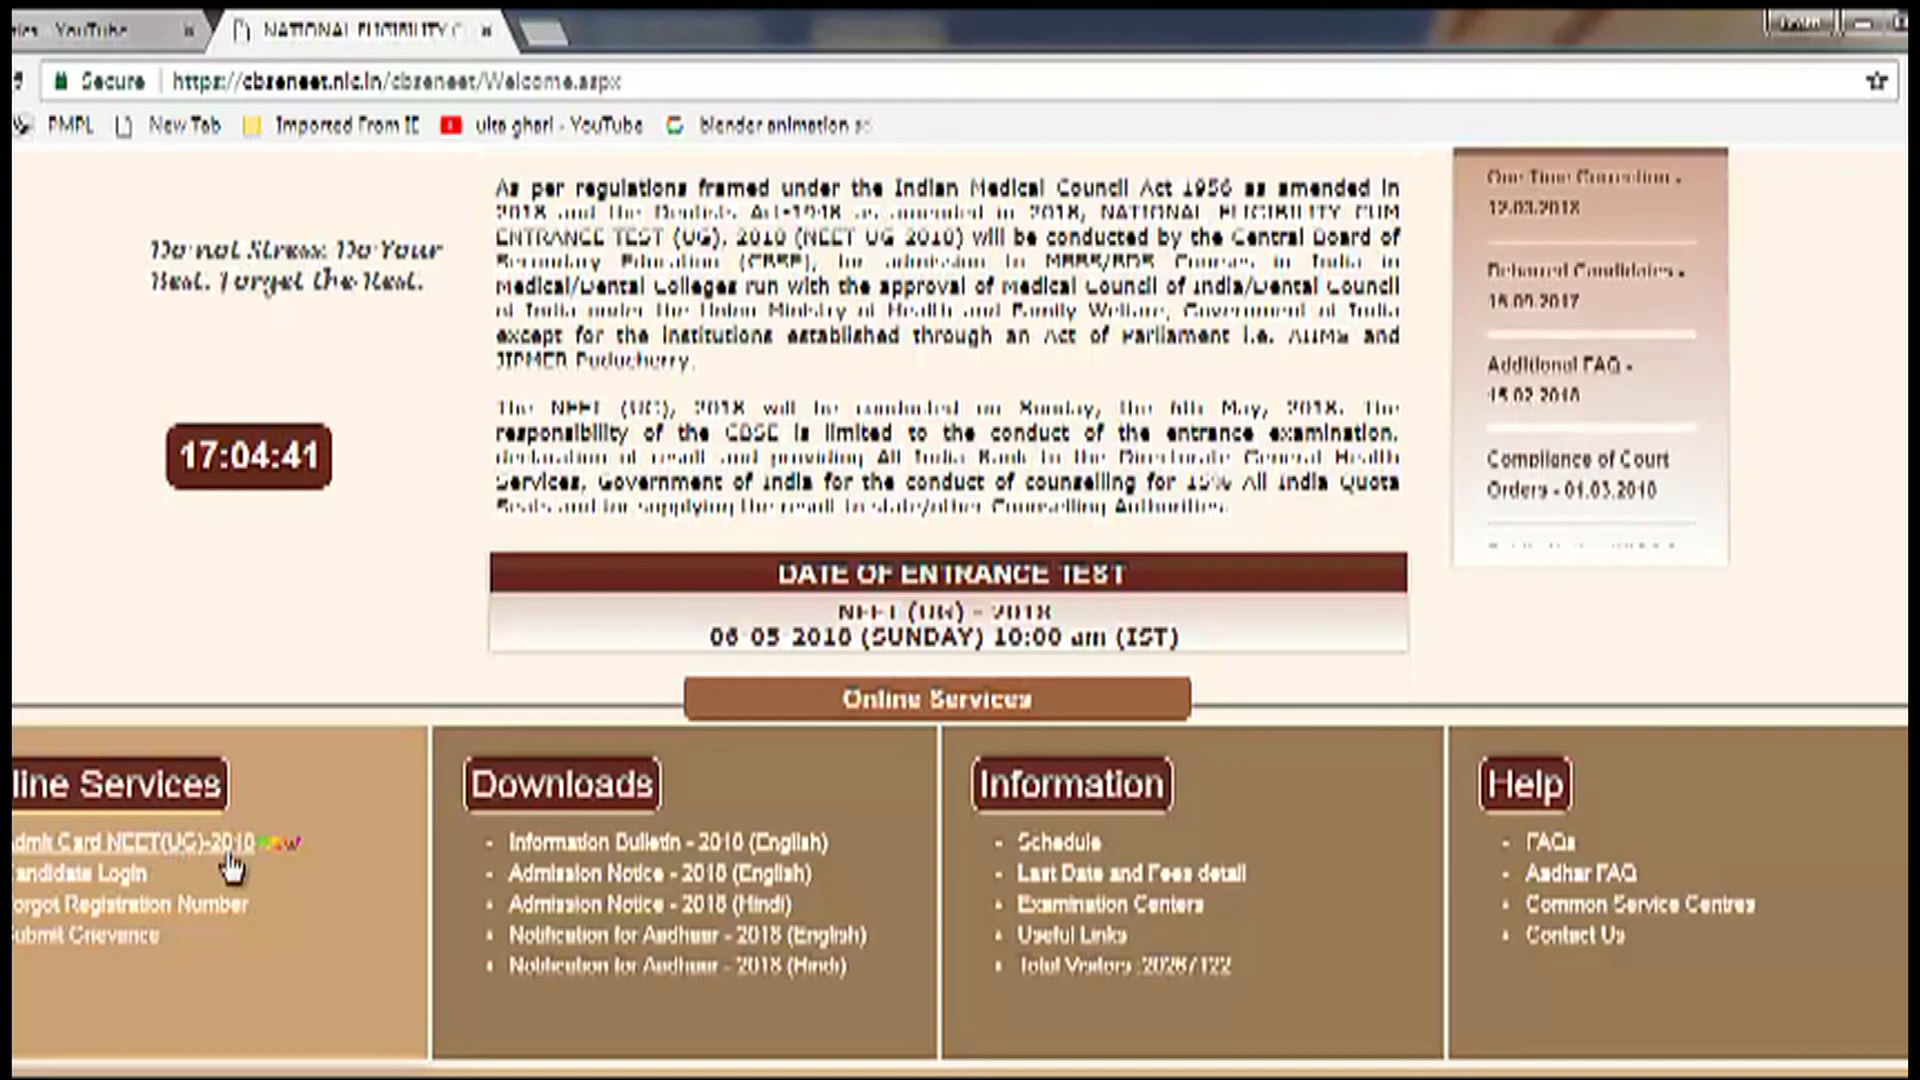 YouTube
NATIONAL ELIGIBILITY C
Secure https://cbseneet.nic.in/cbseneet/Welcome.aspx
PMPL New Tab Imported From IE ulta ghari - YouTube blender animation sc
As per regulations framed under the Indian Medical Council Act 1956 as amended in
2018 and the Dentists Act-1948 as amended in 2018, NATIONAL ELIGIBILITY CUM
ENTRANCE TEST (UG), 2018 (NEET UG 2018) will be conducted by the Central Board of
Secondary Education (CBSE), for admission to MBBS/BDS Courses in India in
Medical/Dental Colleges run with the approval of Medical Council of India/Dental Council
of India under the Union Ministry of Health and Family Welfare, Government of India
except for the institutions established through an Act of Parliament i.e. AIIMS and
JIPMER Puducherry.
The NEET (UG), 2018 will be conducted on Sunday, the 6th May, 2018. The
responsibility of the CBSE is limited to the conduct of the entrance examination,
declaration of result and providing All India Rank to the Directorate General Health
Services, Government of India for the conduct of counselling for 15% All India Quota
Seats and for supplying the result to state/other Counselling Authorities.
Do not Stress. Do Your
Best. Forget the Rest.
17:04:41
One Time Correction -
12.03.2018
Debarred Candidates -
Additional FAQ -
15.02.2018
Compliance of Court
Orders - 01.03.2018
DATE OF ENTRANCE TEST
NEET (UG) - 2018
06-05-2018 (SUNDAY) 10:00 am (IST)
Online Services
line Services
dmit Card NEET(UG)-2018 New
andidate Login
orgot Registration Number
ubmit Grievance
Downloads
Information Bulletin - 2018 (English)
Admission Notice - 2018 (English)
Admission Notice - 2018 (Hindi)
Notification for Aadhaar - 2018 (English)
Notification for Aadhaar - 2018 (Hindi)
Information
Schedule
Last Date and Fees detail
Examination Centers
Useful Links
Total Visitors :
Help
FAQs
Aadhar FAQ
Common Service Centres
Contact Us